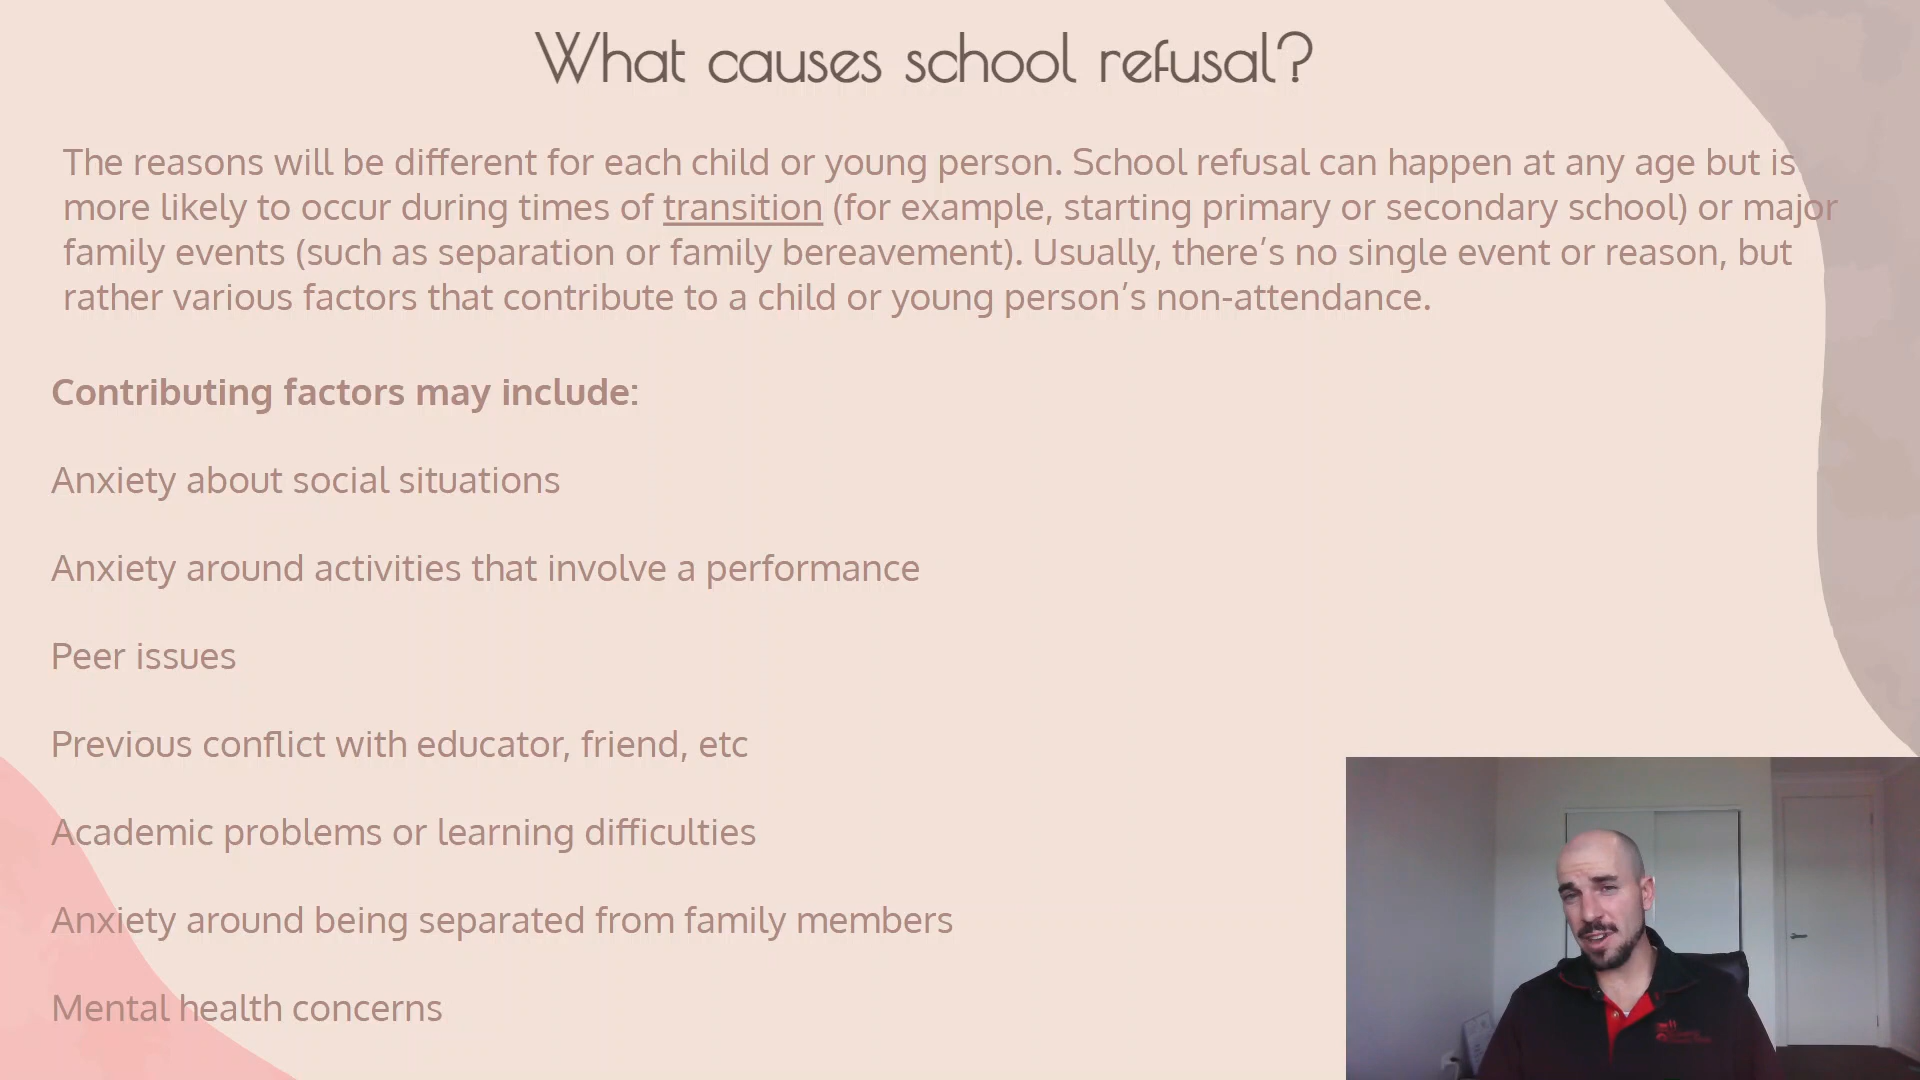 What causes school refusal?
The reasons will be different for each child or young person. School refusal can happen at any age but is
more likely to occur during times of transition (for example, starting primary or secondary school) or major
family events (such as separation or family bereavement). Usually, there’s no single event or reason, but
rather various factors that contribute to a child or young person’s non-attendance.
Contributing factors may include:
Anxiety about social situations
Anxiety around activities that involve a performance
Peer issues
Previous conflict with educator, friend, etc
Academic problems or learning difficulties
Anxiety around being separated from family members
Mental health concerns